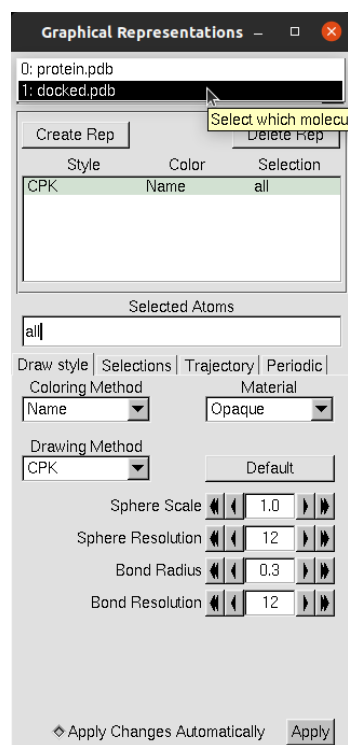 Graphical Representations
0: protein.pdb
1: docked.pdb
Select which molecu
Create Rep
Delete Rep
Style Color Selection
CPK Name all
Selected Atoms
all
Draw style Selections Trajectory Periodic
Coloring Method Material
Name Opaque
Drawing Method
CPK Default
Sphere Scale 1.0
Sphere Resolution 12
Bond Radius 0.3
Bond Resolution 12
Apply Changes Automatically Apply